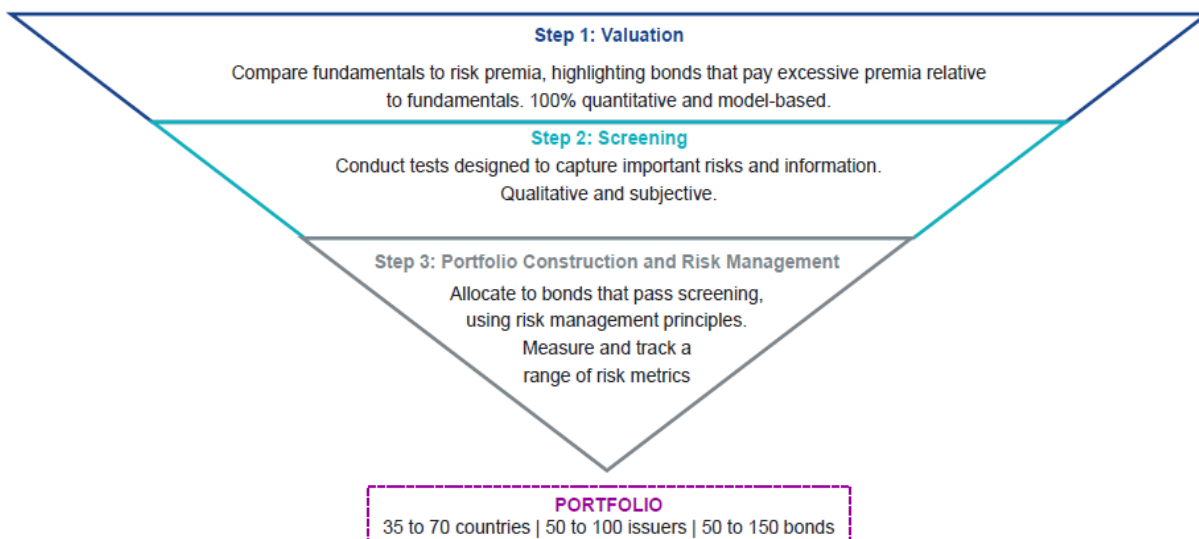 Step 1: Valuation
Compare fundamentals to risk premia, highlighting bonds that pay excessive premia relative
to fundamentals. 100% quantitative and model-based.
Step 2: Screening
Conduct tests designed to capture important risks and information.
Qualitative and subjective.
Step 3: Portfolio Construction and Risk Management
Allocate to bonds that pass screening,
using risk management principles.
Measure and track a
range of risk metrics
PORTFOLIO
35 to 70 countries | 50 to 100 issuers | 50 to 150 bonds